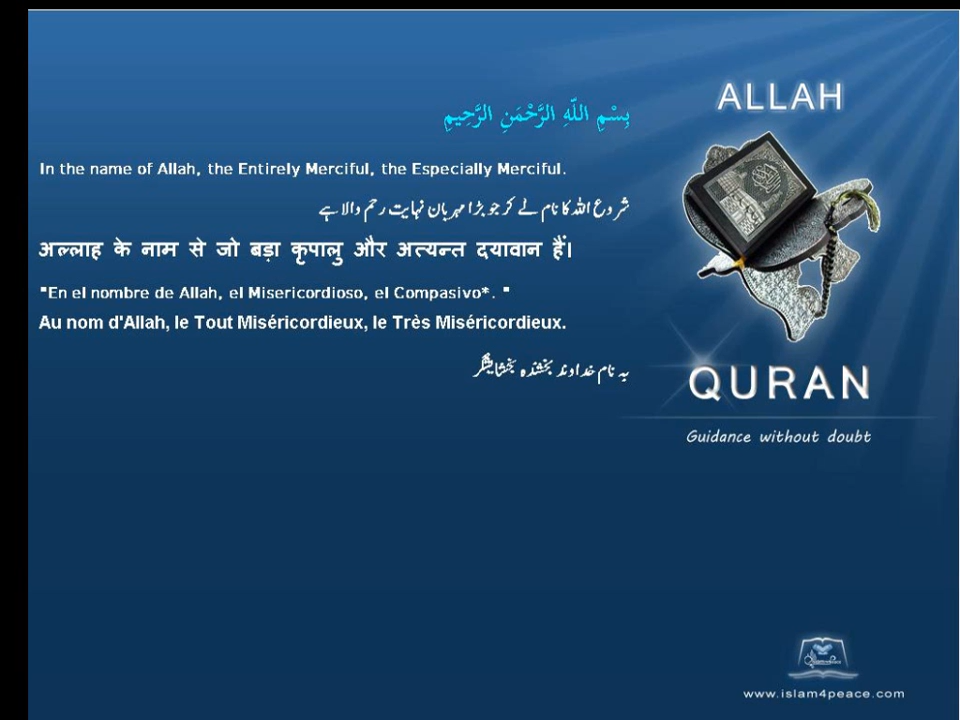 بِسْمِ اللَّهِ الرَّحْمَنِ الرَّحِيمِ
In the name of Allah, the Entirely Merciful, the Especially Merciful.
شروع الله کا نام لے کر جو بڑا مہربان نہایت رحم والا ہے
अल्लाह के नाम से जो बड़ा कृपालु और अत्यन्त दयावान हैं।
"En el nombre de Allah, el Misericordioso, el Compasivo*. "
Au nom d'Allah, le Tout Miséricordieux, le Très Miséricordieux.
به نام خداوند بخشنده بخشایشگر
ALLAH
QURAN
Guidance without doubt
www.islam4peace.com